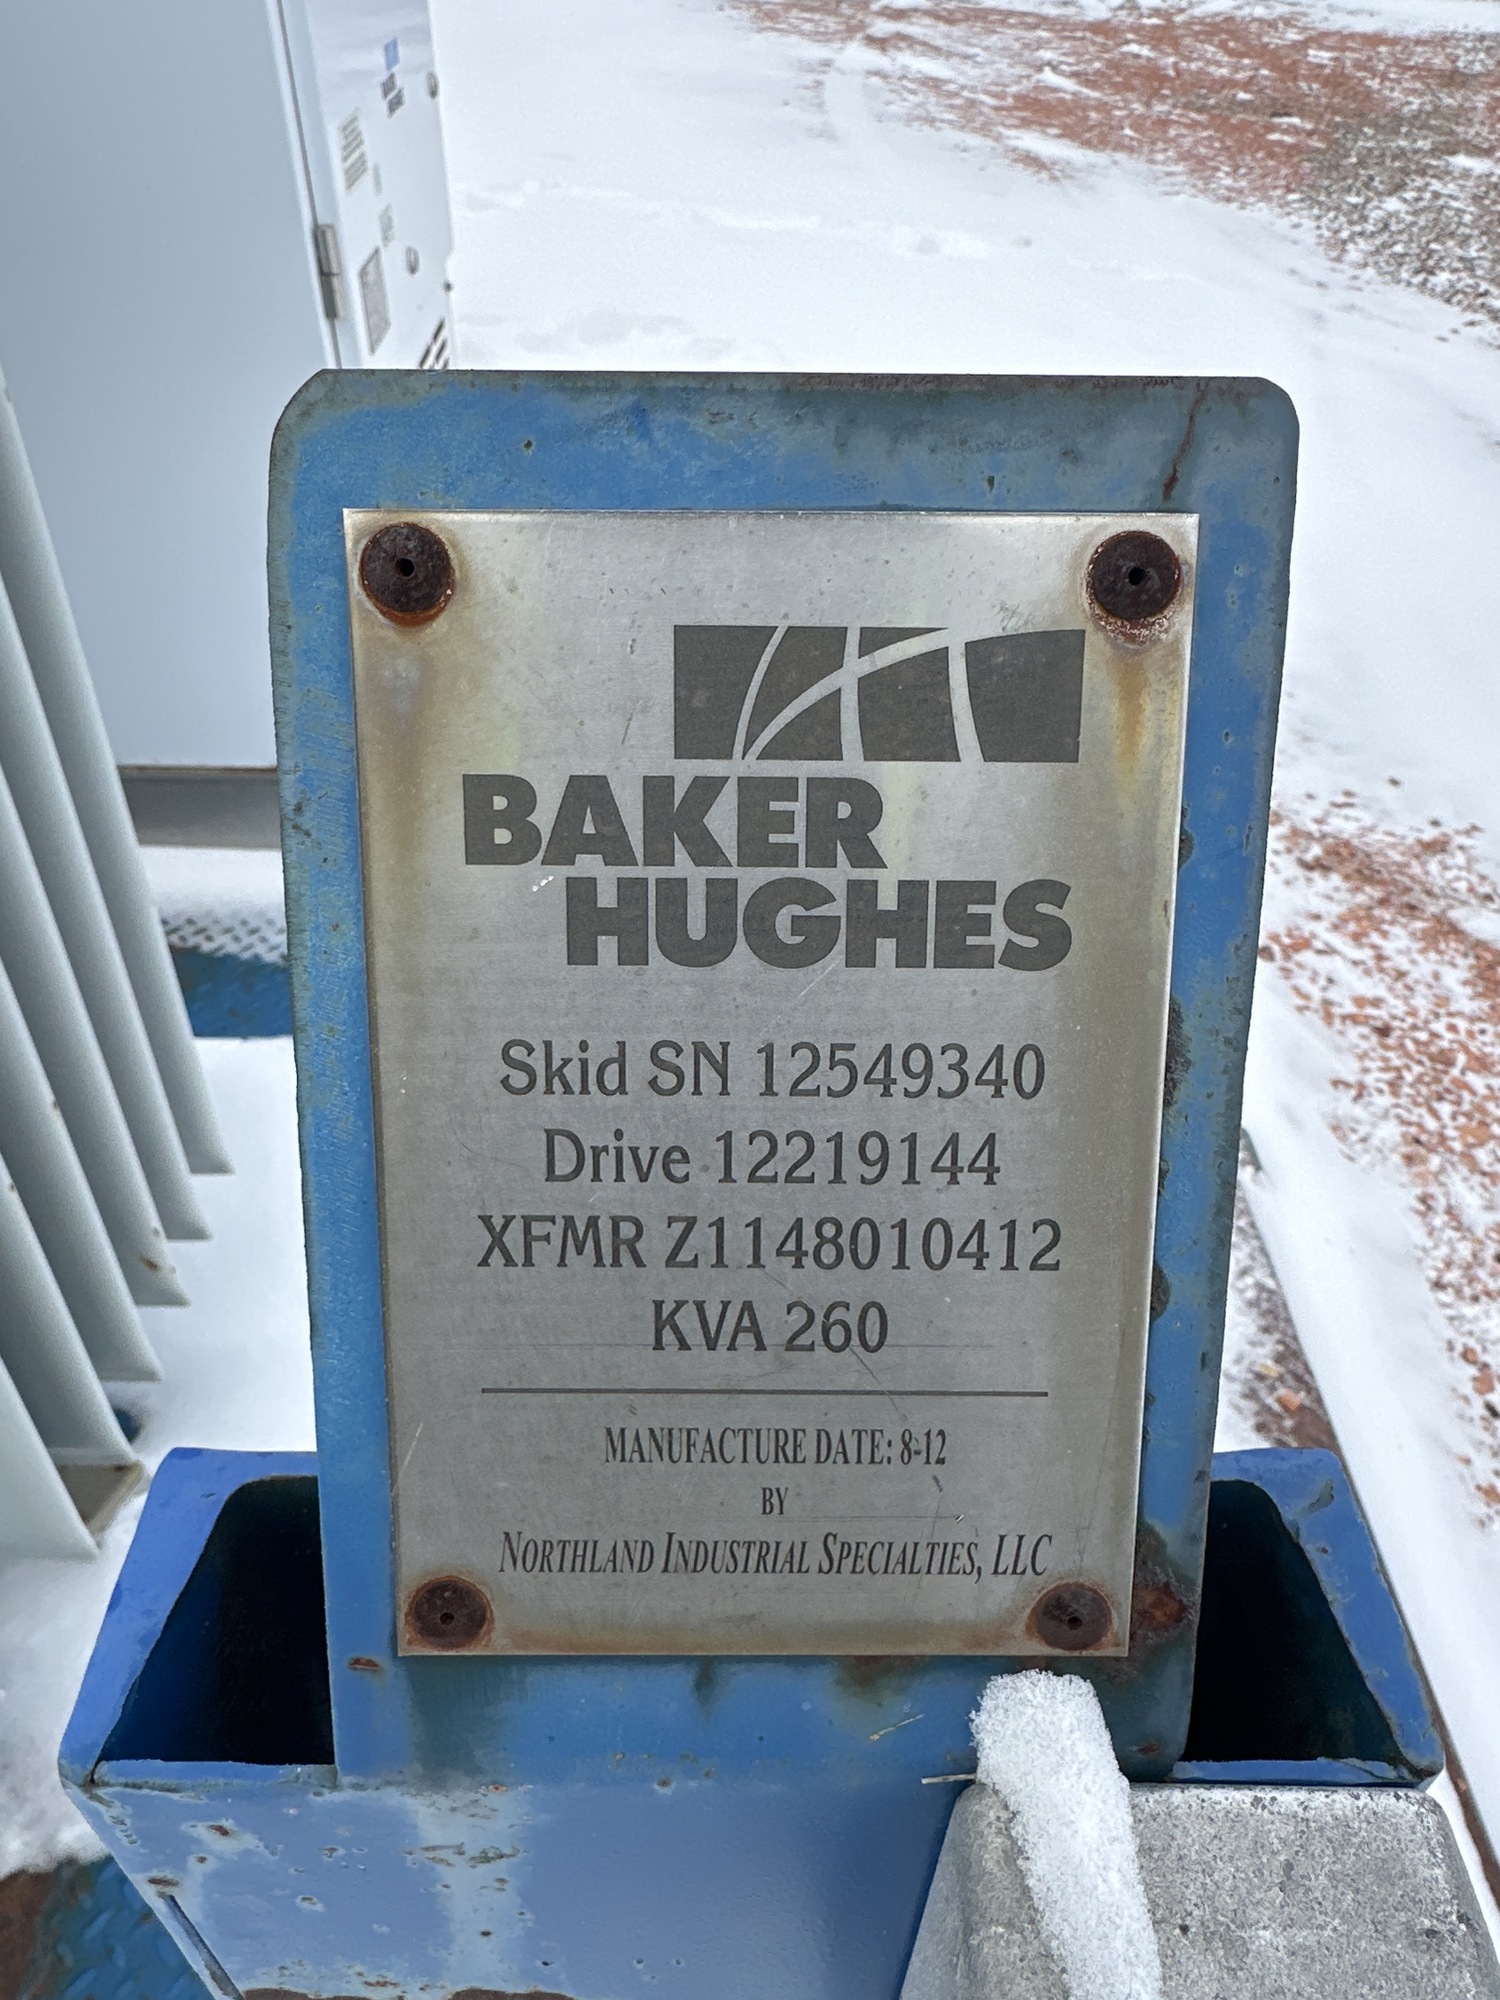 BAKER
HUGHES
Skid SN 12549340
Drive 12219144
XFMR Z1148010412
KVA 260
MANUFACTURE DATE: 8-12
BY
NORTHLAND INDUSTRIAL SPECIALTIES, LLC